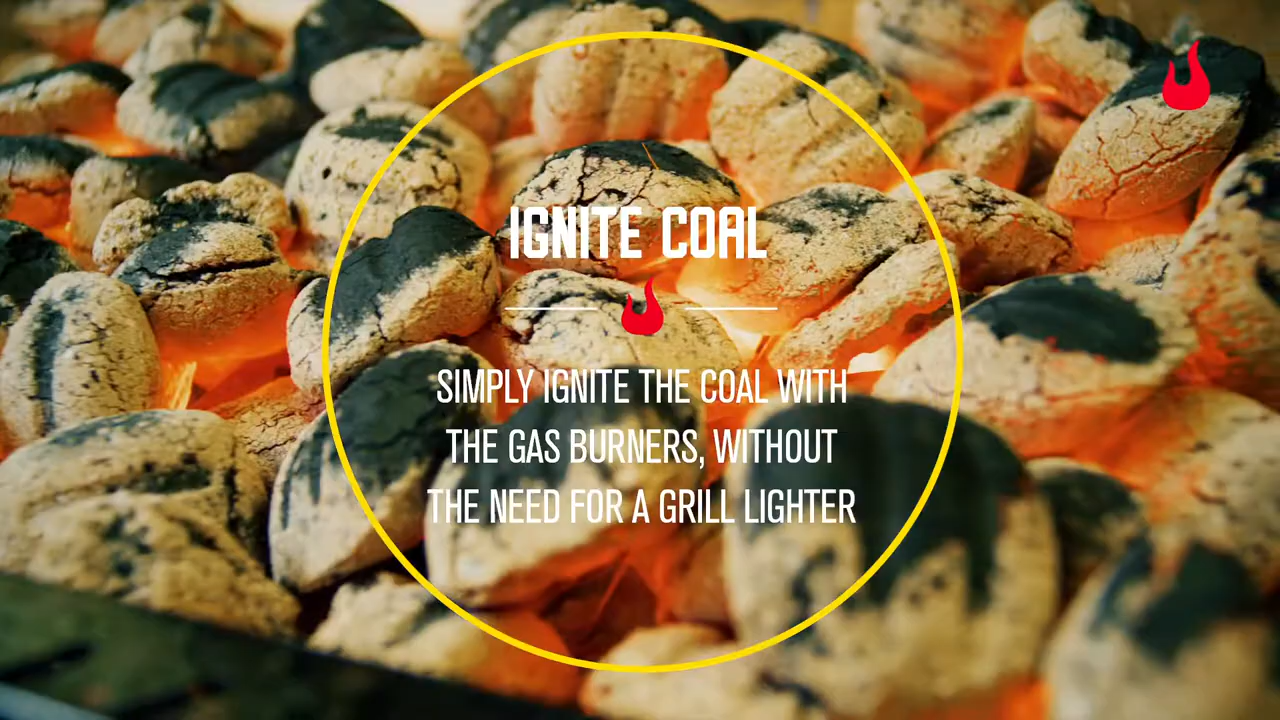 IGNITE COAL
SIMPLY IGNITE THE COAL WITH
THE GAS BURNERS, WITHOUT
THE NEED FOR A GRILL LIGHTER